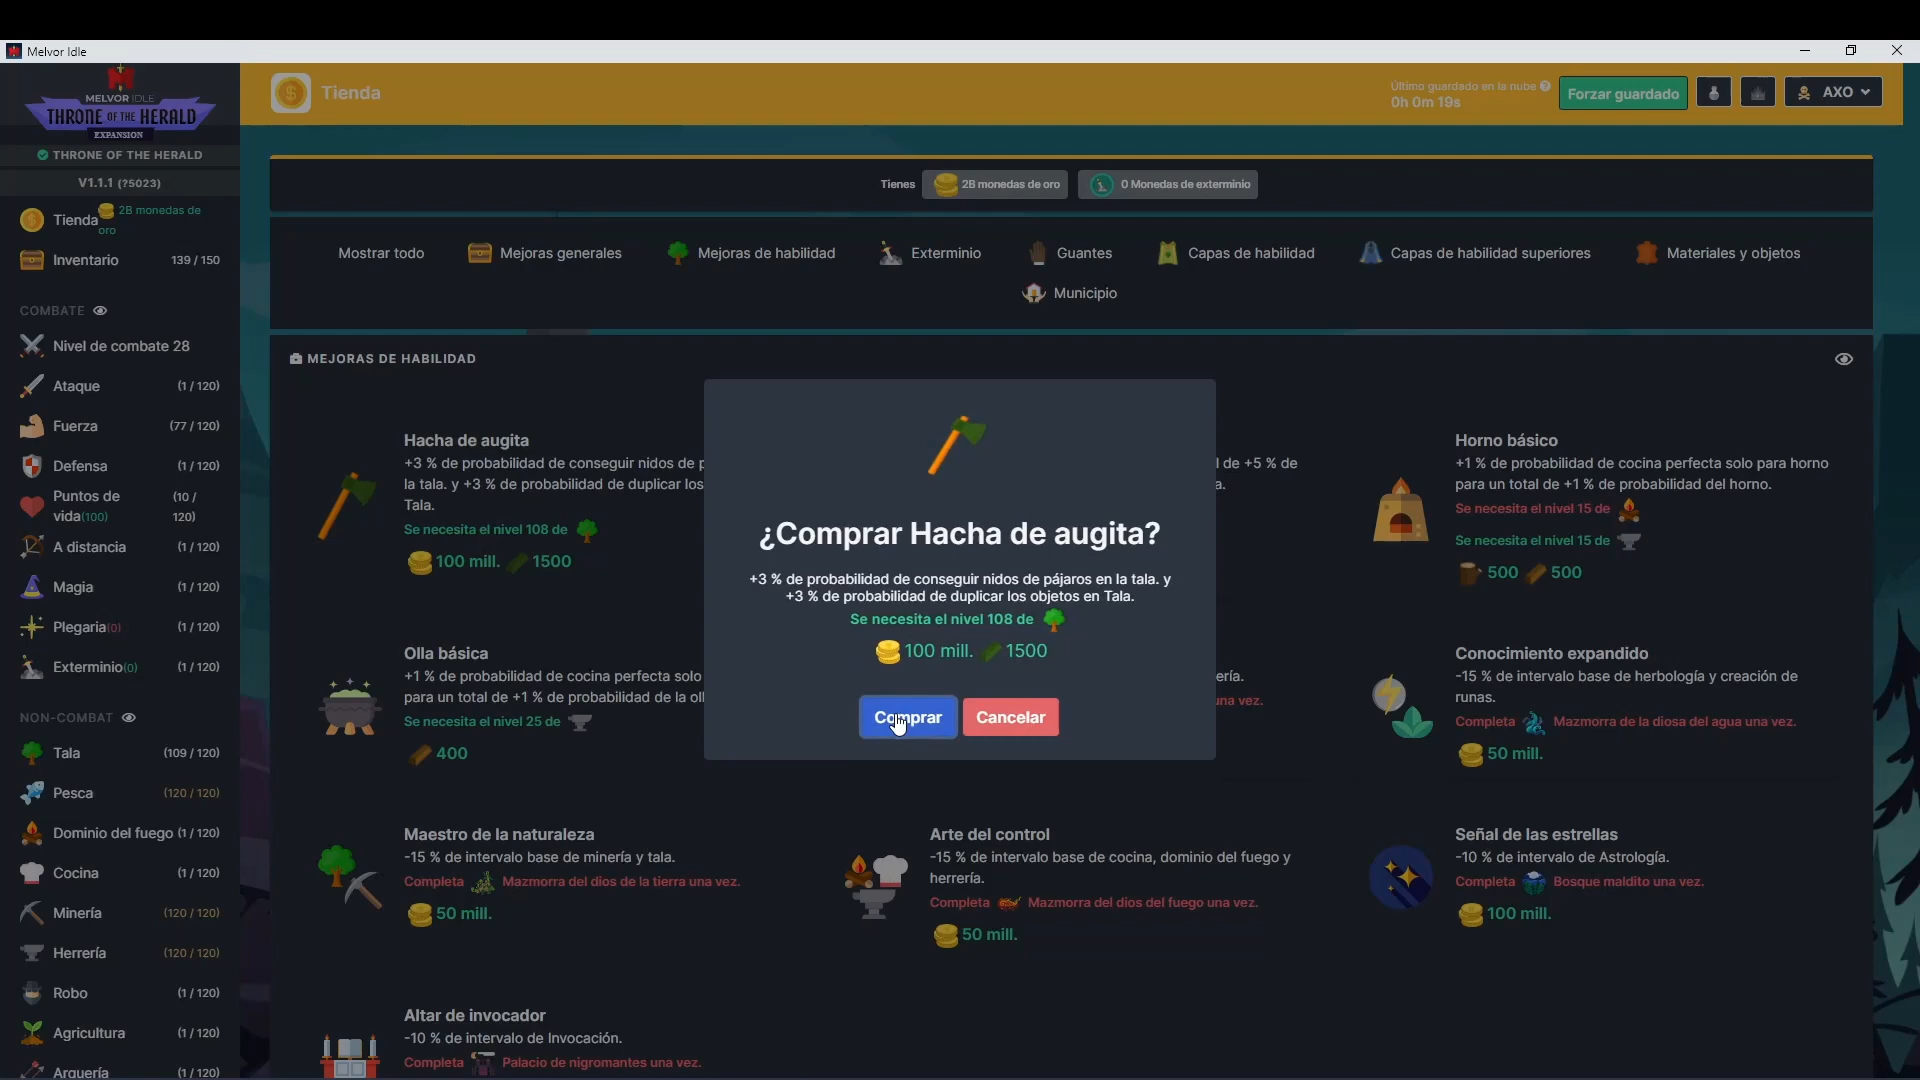 Melvor Idle
MELVOR IDLE
THRONE OF THE HERALD
EXPANSION
THRONE OF THE HERALD
V1.1.1 (?5023)
Tienda
2B monedas de
oro
Inventario 139 / 150
COMBATE
Nivel de combate 28
Ataque (1 / 120)
Fuerza (77 / 120)
Defensa (1 / 120)
Puntos de
vida(100)
(10 /
120)
A distancia (1 / 120)
Magia (1 / 120)
Plegaria(0) (1 / 120)
Exterminio(0) (1 / 120)
NON-COMBAT
Tala (109 / 120)
Pesca (120 / 120)
Dominio del fuego (1 / 120)
Cocina (1 / 120)
Minería (120 / 120)
Herrería (120 / 120)
Robo (1 / 120)
Agricultura (1 / 120)
Arquería (1 / 120)
Tienda
Último guardado en la nube
0h 0m 19s
Forzar guardado
AXO
Tienes
2B monedas de oro
0 Monedas de exterminio
Mostrar todo
Mejoras generales
Mejoras de habilidad
Exterminio
Guantes
Capas de habilidad
Capas de habilidad superiores
Materiales y objetos
Municipio
MEJORAS DE HABILIDAD
Hacha de augita
+3 % de probabilidad de conseguir nidos de p
la tala. y +3 % de probabilidad de duplicar los
Tala.
Se necesita el nivel 108 de
100 mill. 1500
l de +5 % de
a.
Horno básico
+1 % de probabilidad de cocina perfecta solo para horno
para un total de +1 % de probabilidad del horno.
Se necesita el nivel 15 de
Se necesita el nivel 15 de
500 500
¿Comprar Hacha de augita?
+3 % de probabilidad de conseguir nidos de pájaros en la tala. y
+3 % de probabilidad de duplicar los objetos en Tala.
Se necesita el nivel 108 de
100 mill. 1500
Comprar
Cancelar
Olla básica
+1 % de probabilidad de cocina perfecta solo
para un total de +1 % de probabilidad de la oll
Se necesita el nivel 25 de
400
ería.
una vez.
Conocimiento expandido
-15 % de intervalo base de herbología y creación de
runas.
Completa Mazmorra de la diosa del agua una vez.
50 mill.
Maestro de la naturaleza
-15 % de intervalo base de minería y tala.
Completa Mazmorra del dios de la tierra una vez.
50 mill.
Arte del control
-15 % de intervalo base de cocina, dominio del fuego y
herrería.
Completa Mazmorra del dios del fuego una vez.
50 mill.
Señal de las estrellas
-10 % de intervalo de Astrología.
Completa Bosque maldito una vez.
100 mill.
Altar de invocador
-10 % de intervalo de Invocación.
Completa Palacio de nigromantes una vez.